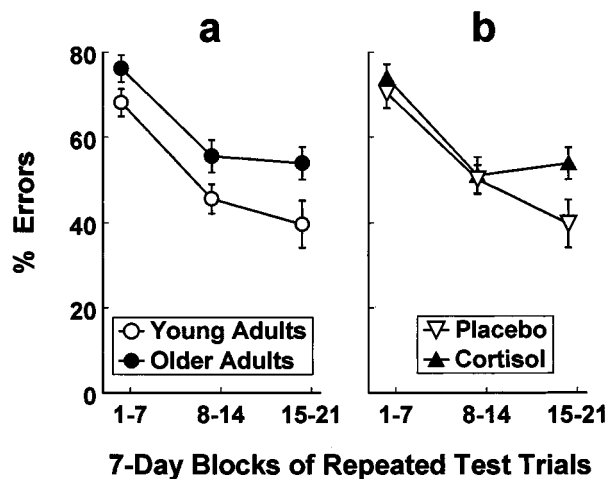 a
b
% Errors
80
60
40
20
0
Young Adults
Older Adults
Placebo
Cortisol
1-7
8-14
15-21
1-7
8-14
15-21
7-Day Blocks of Repeated Test Trials